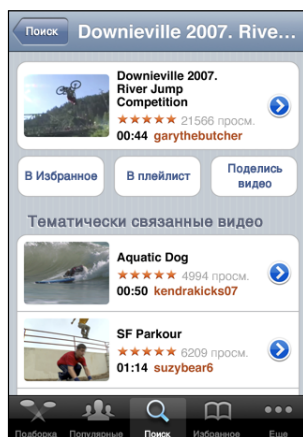 Поиск
Downieville 2007. Rive...
Downieville 2007.
River Jump
Competition
21566 просм.
00:44 garythebutcher
В Избранное
В плейлист
Поделись
видео
Тематически связанные видео
Aquatic Dog
4994 просм.
00:50 kendrakicks07
SF Parkour
6209 просм.
01:14 suzybear6
Подборка
Популярные
Поиск
Избранное
Еще